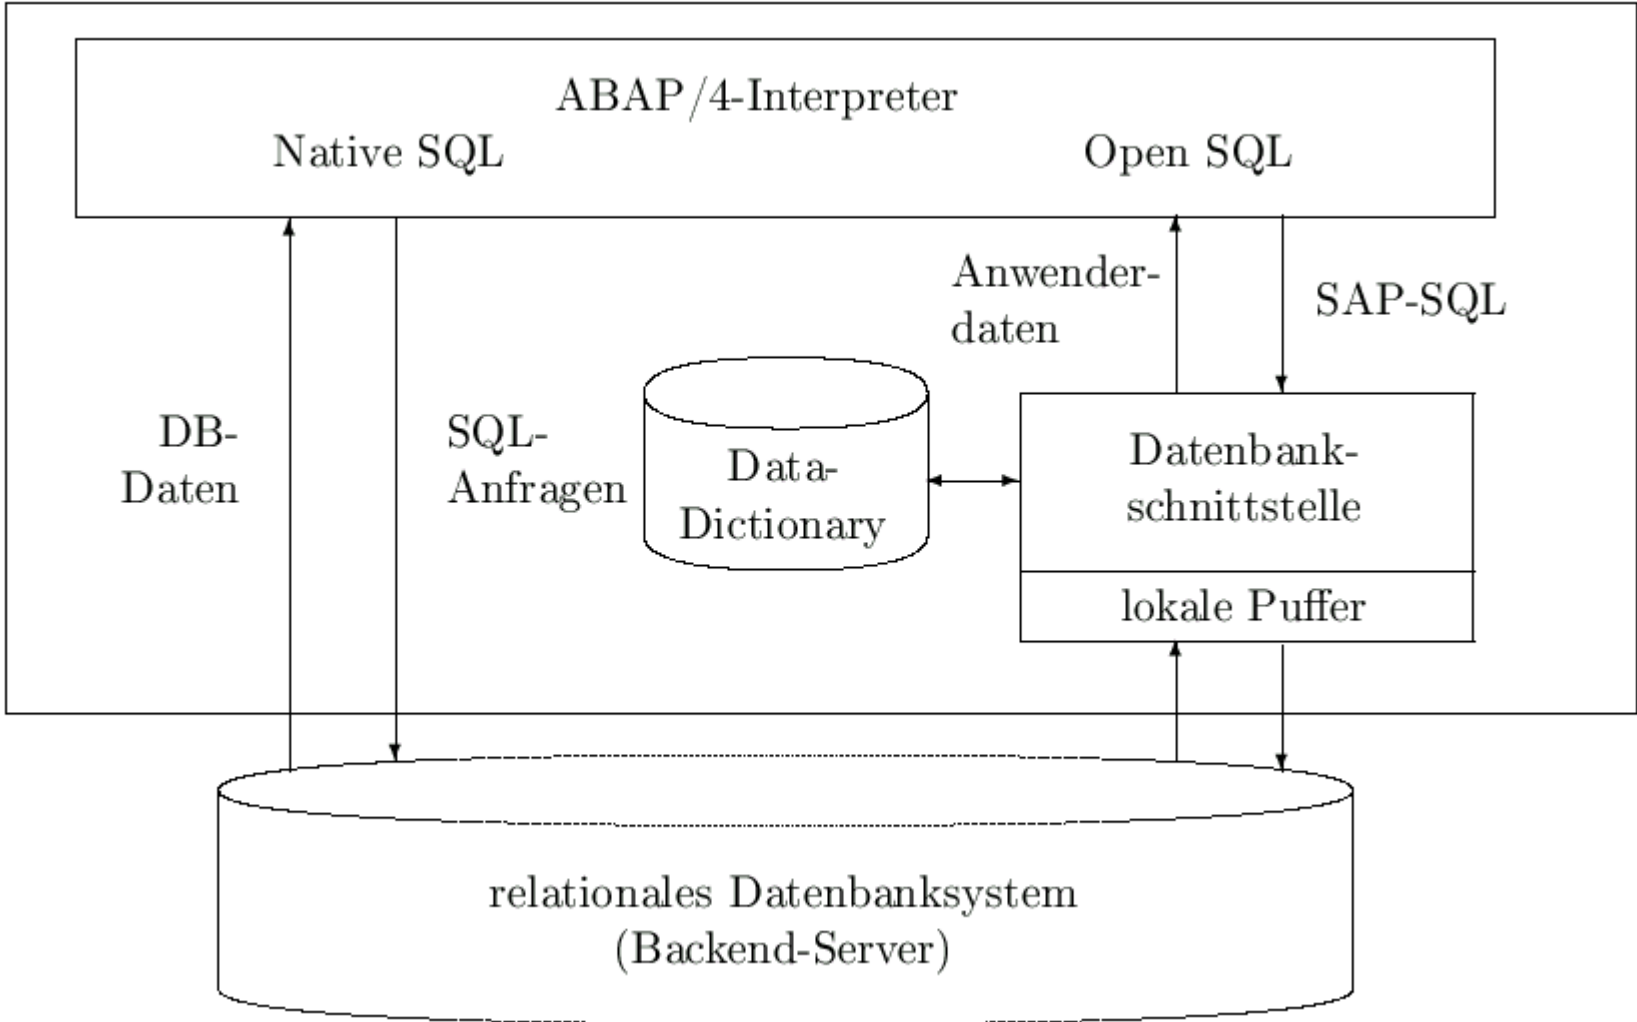 ABAP/4-Interpreter
Native SQL
Open SQL
Anwender-
daten
SAP-SQL
DB-
Daten
SQL-
Anfragen
Data-
Dictionary
Datenbank-
schnittstelle
lokale Puffer
relationales Datenbanksystem
(Backend-Server)